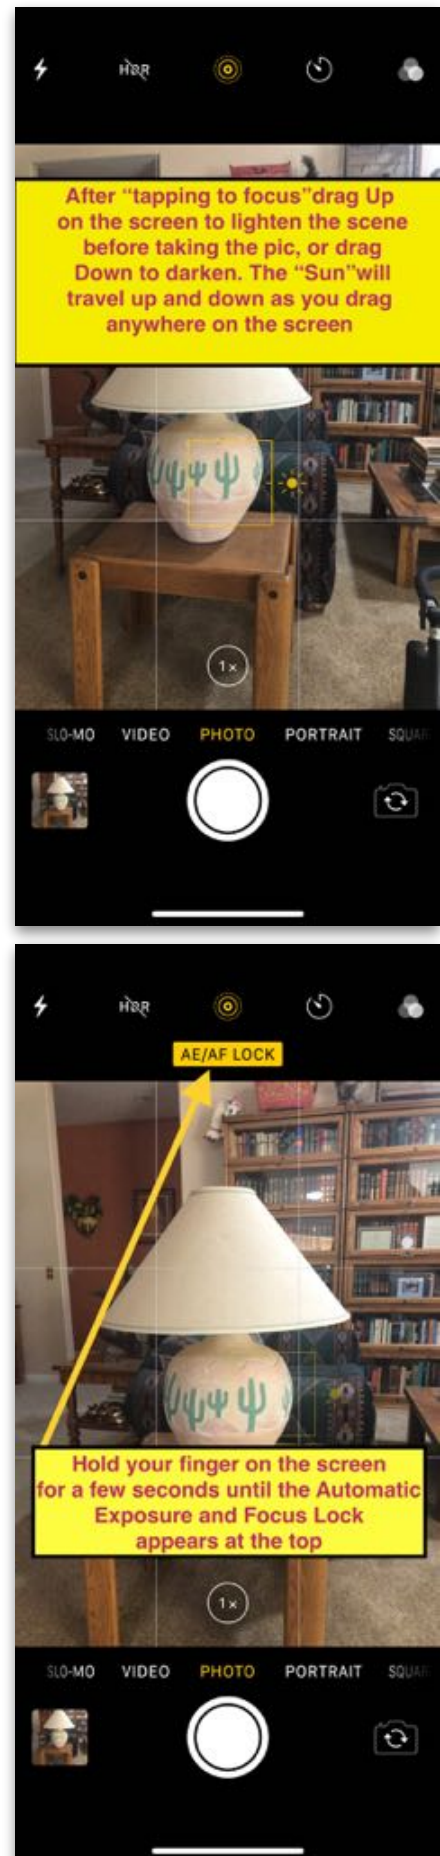 HDR
After “tapping to focus”drag Up
on the screen to lighten the scene
before taking the pic, or drag
Down to darken. The “Sun”will
travel up and down as you drag
anywhere on the screen
1x
SLO-MO VIDEO PHOTO PORTRAIT SQUAR
HDR
AE/AF LOCK
Hold your finger on the screen
for a few seconds until the Automatic
Exposure and Focus Lock
appears at the top
1x
SLO-MO VIDEO PHOTO PORTRAIT SQUAR